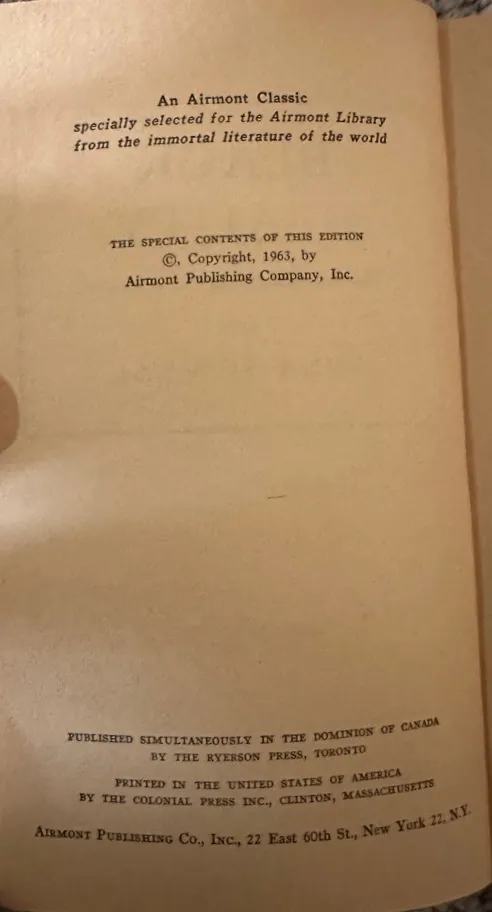 An Airmont Classic
specially selected for the Airmont Library
from the immortal literature of the world
THE SPECIAL CONTENTS OF THIS EDITION
©, Copyright, 1963, by
Airmont Publishing Company, Inc.
PUBLISHED SIMULTANEOUSLY IN THE DOMINION OF CANADA
BY THE RYERSON PRESS, TORONTO
PRINTED IN THE UNITED STATES OF AMERICA
BY THE COLONIAL PRESS INC., CLINTON, MASSACHUSETTS
AIRMONT PUBLISHING CO., INC., 22 East 60th St., New York 22, N.Y.